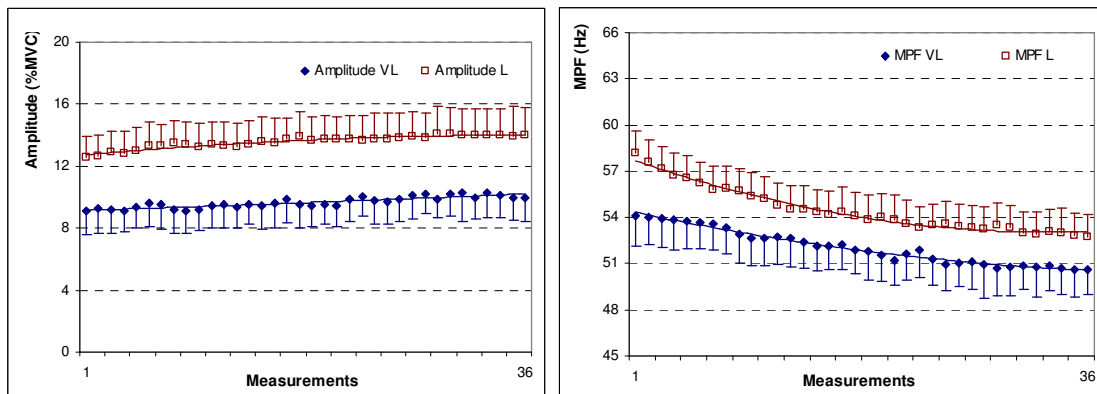 Amplitude (%MVC)
20
16
12
8
4
0
Amplitude VL
Amplitude L
1
36
Measurements
MPF (Hz)
66
63
60
57
54
51
48
45
MPF VL
MPF L
1
36
Measurements